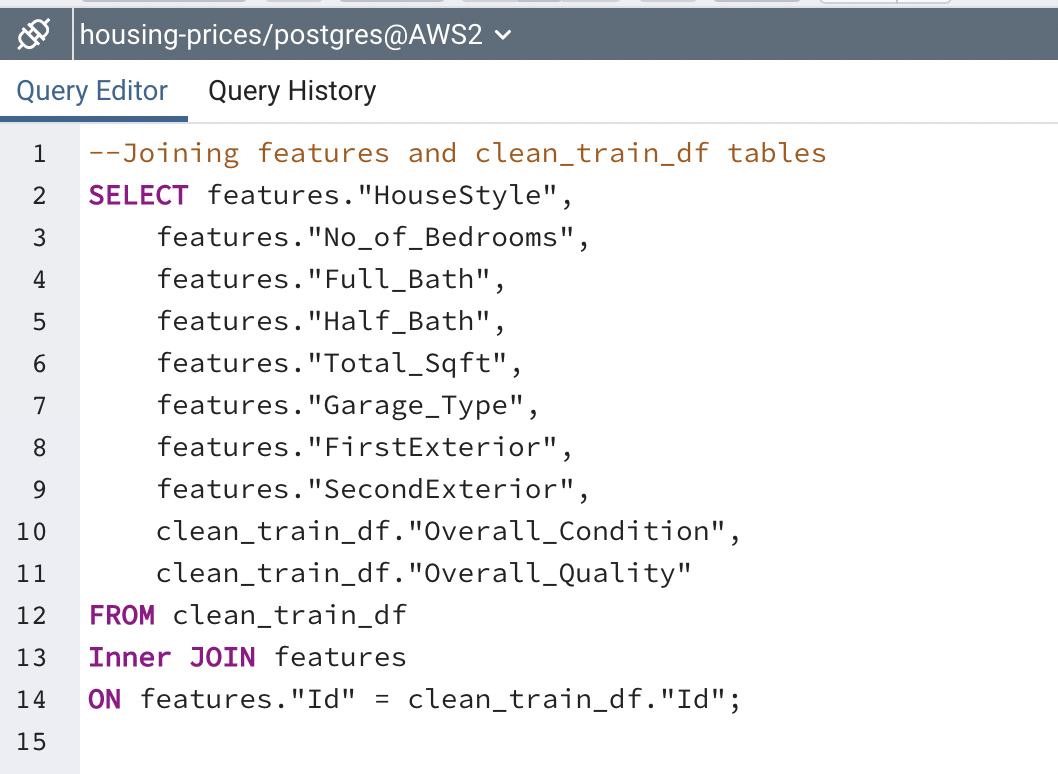 housing-prices/postgres@AWS2
Query Editor Query History
1 --Joining features and clean_train_df tables
2 SELECT features."HouseStyle",
3 features."No_of_Bedrooms",
4 features."Full_Bath",
5 features."Half_Bath",
6 features."Total_Sqft",
7 features."Garage_Type",
8 features."FirstExterior",
9 features."SecondExterior",
10 clean_train_df."Overall_Condition",
11 clean_train_df."Overall_Quality"
12 FROM clean_train_df
13 Inner JOIN features
14 ON features."Id" = clean_train_df."Id";
15